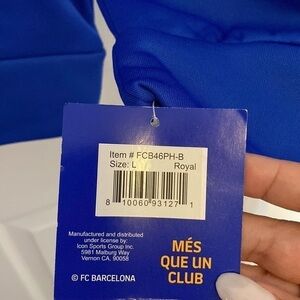 Item # FCB46PH-B
Size: L Royal
8 10060 93127 1
Manufactured and distributed
under license by:
Icon Sports Group Inc.
5981 Malburg Way
Vernon CA, 90058
© FC BARCELONA
MÉS
QUE UN
CLUB